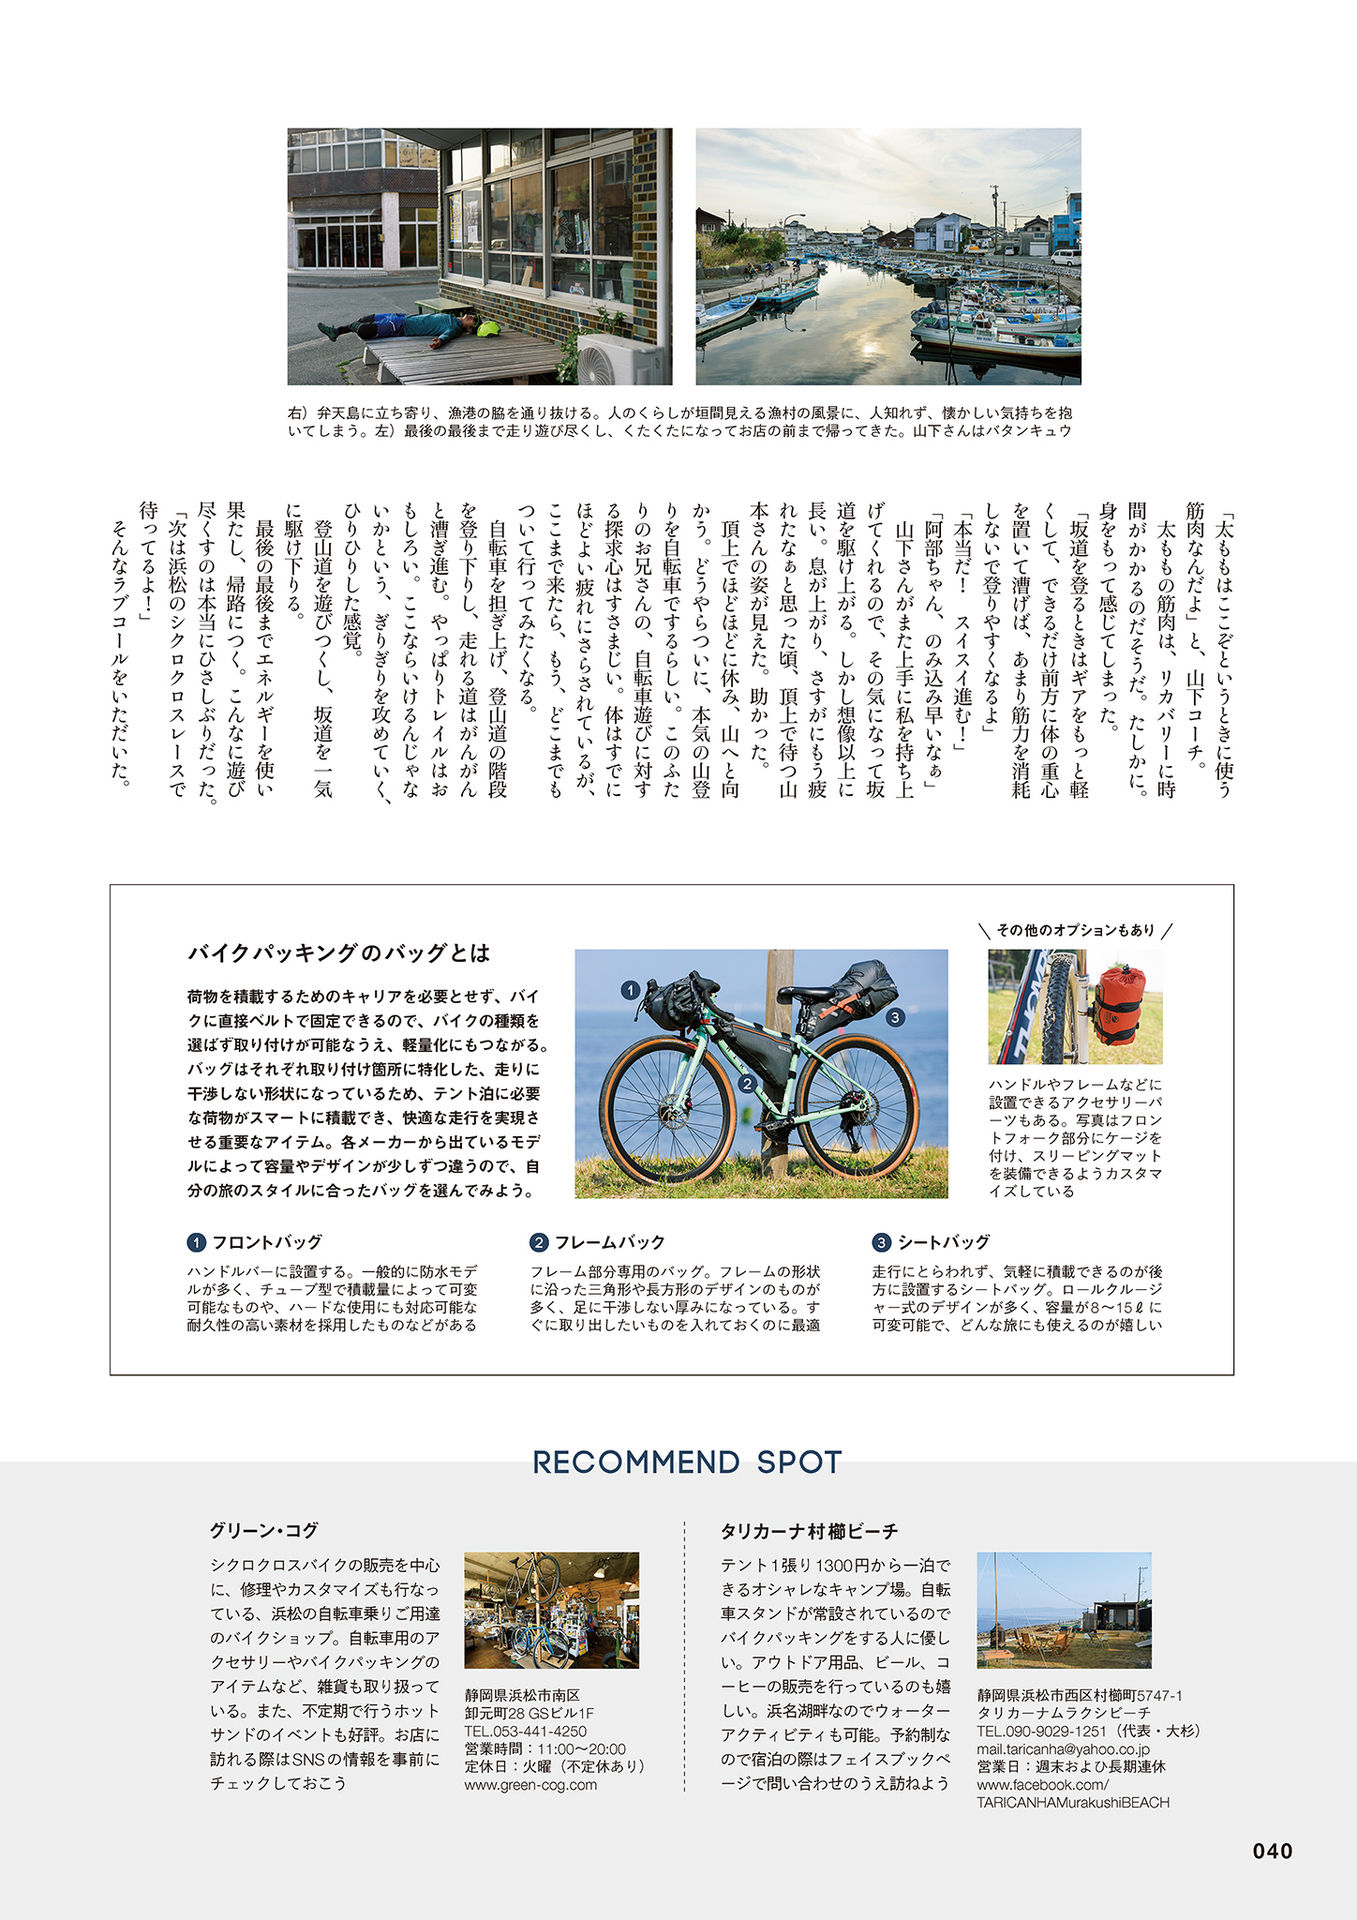 右）弁天島に立ち寄り、漁港の脇を通り抜ける。人のくらしが垣間見える漁村の風景に、人知れず、懐かしい気持ちを抱
いてしまう。左）最後の最後まで走り遊び尽くし、くたくたになってお店の前まで帰ってきた。山下さんはバタンキュウ
「太ももはここぞというときに使う
筋肉なんだよ」と、山下コーチ。
太ももの筋肉は、リカバリーに時
間がかかるのだそうだ。たしかに。
身をもって感じてしまった。
「坂道を登るときはギアをもっと軽
くして、できるだけ前方に体の重心
を置いて漕げば、あまり筋力を消耗
しないで登りやすくなるよ」
「本当だ！　スイスイ進む！」
「阿部ちゃん、のみ込み早いなぁ」
山下さんがまた上手に私を持ち上
げてくれるので、その気になって坂
道を駆け上がる。しかし想像以上に
長い。息が上がり、さすがにもう疲
れたなぁと思った頃、頂上で待つ山
本さんの姿が見えた。助かった。
頂上でほどほどに休み、山へと向
かう。どうやらついに、本気の山登
りを自転車でするらしい。このふた
りのお兄さんの、自転車遊びに対す
る探求心はすさまじい。体はすでに
ほどよい疲れにさらされているが、
ここまで来たら、もう、どこまでも
ついて行ってみたくなる。
自転車を担ぎ上げ、登山道の階段
を登り下りし、走れる道はがんがん
と漕ぎ進む。やっぱりトレイルはお
もしろい。ここならいけるんじゃな
いかという、ぎりぎりを攻めていく、
ひりひりした感覚。
登山道を遊びつくし、坂道を一気
に駆け下りる。
最後の最後までエネルギーを使い
果たし、帰路につく。こんなに遊び
尽くすのは本当にひさしぶりだった。
「次は浜松のシクロクロスレースで
待ってるよ！」
そんなラブコールをいただいた。
バイクパッキングのバッグとは
荷物を積載するためのキャリアを必要とせず、バイ
クに直接ベルトで固定できるので、バイクの種類を
選ばず取り付けが可能なうえ、軽量化にもつながる。
バッグはそれぞれ取り付け箇所に特化した、走りに
干渉しない形状になっているため、テント泊に必要
な荷物がスマートに積載でき、快適な走行を実現さ
せる重要なアイテム。各メーカーから出ているモデ
ルによって容量やデザインが少しずつ違うので、自
分の旅のスタイルに合ったバッグを選んでみよう。
1
2
3
＼ その他のオプションもあり ／
ハンドルやフレームなどに
設置できるアクセサリーパ
ーツもある。写真はフロン
トフォーク部分にケージを
付け、スリーピングマット
を装備できるようカスタマ
イズしている
1 フロントバッグ
ハンドルバーに設置する。一般的に防水モデ
ルが多く、チューブ型で積載量によって可変
可能なものや、ハードな使用にも対応可能な
耐久性の高い素材を採用したものなどがある
2 フレームバック
フレーム部分専用のバッグ。フレームの形状
に沿った三角形や長方形のデザインのものが
多く、足に干渉しない厚みになっている。す
ぐに取り出したいものを入れておくのに最適
3 シートバッグ
走行にとらわれず、気軽に積載できるのが後
方に設置するシートバッグ。ロールクルージ
ャー式のデザインが多く、容量が8〜15ℓに
可変可能で、どんな旅にも使えるのが嬉しい
RECOMMEND SPOT
グリーン・コグ
シクロクロスバイクの販売を中心
に、修理やカスタマイズも行なっ
ている、浜松の自転車乗りご用達
のバイクショップ。自転車用のア
クセサリーやバイクパッキングの
アイテムなど、雑貨も取り扱って
いる。また、不定期で行うホット
サンドのイベントも好評。お店に
訪れる際はSNSの情報を事前に
チェックしておこう
静岡県浜松市南区
卸元町28 GSビル1F
TEL.053-441-4250
営業時間：11:00〜20:00
定休日：火曜（不定休あり）
www.green-cog.com
タリカーナ村櫛ビーチ
テント1張り1300円から一泊で
きるオシャレなキャンプ場。自転
車スタンドが常設されているので
バイクパッキングをする人に優し
い。アウトドア用品、ビール、コ
ーヒーの販売を行っているのも嬉
しい。浜名湖畔なのでウォーター
アクティビティも可能。予約制な
ので宿泊の際はフェイスブックペ
ージで問い合わせのうえ訪ねよう
静岡県浜松市西区村櫛町5747-1
タリカーナムラクシビーチ
TEL.090-9029-1251（代表・大杉）
mail.taricanha@yahoo.co.jp
営業日：週末および長期連休
www.facebook.com/
TARICANHAMurakushiBEACH
040